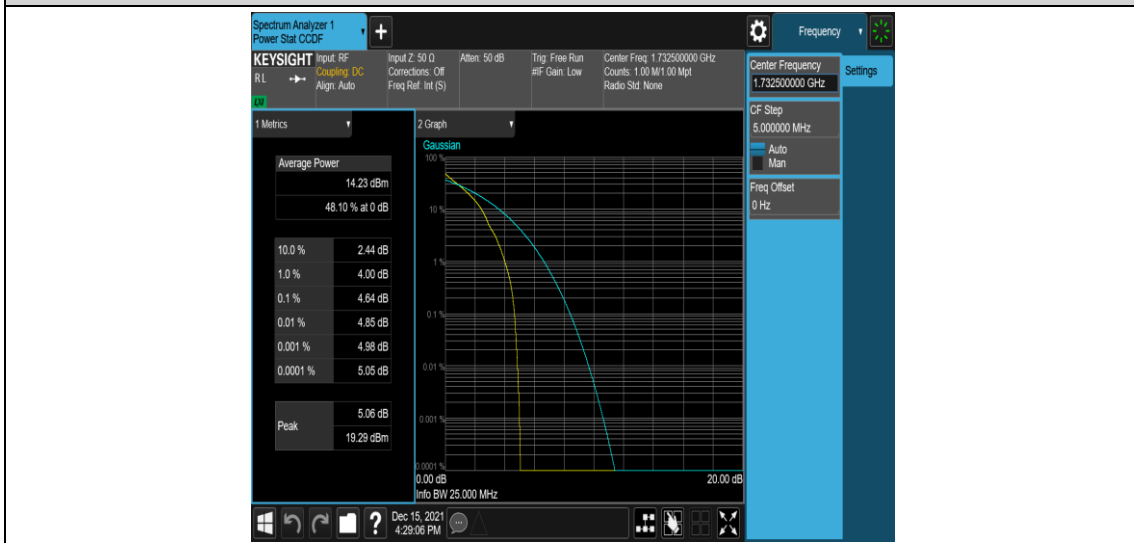 Spectrum Analyzer 1
Power Stat CCDF
+
Frequency
KEYSIGHT
RL
LXI
Input: RF
Coupling: DC
Align: Auto
Input Z: 50 Ω
Corrections: Off
Freq Ref: Int (S)
Atten: 50 dB
Trig: Free Run
#IF Gain: Low
Center Freq: 1.732500000 GHz
Counts: 1.00 M/1.00 Mpt
Radio Std: None
Center Frequency
1.732500000 GHz
Settings
CF Step
5.000000 MHz
Auto
Man
Freq Offset
0 Hz
1 Metrics
Average Power
14.23 dBm
48.10 % at 0 dB
10.0 % 2.44 dB
1.0 % 4.00 dB
0.1 % 4.64 dB
0.01 % 4.85 dB
0.001 % 4.98 dB
0.0001 % 5.05 dB
Peak
5.06 dB
19.29 dBm
2 Graph
Gaussian
100 %
10 %
1 %
0.1 %
0.01 %
0.001 %
0.0001 %
0.00 dB 20.00 dB
Info BW 25.000 MHz
?
Dec 15, 2021
4:29:06 PM